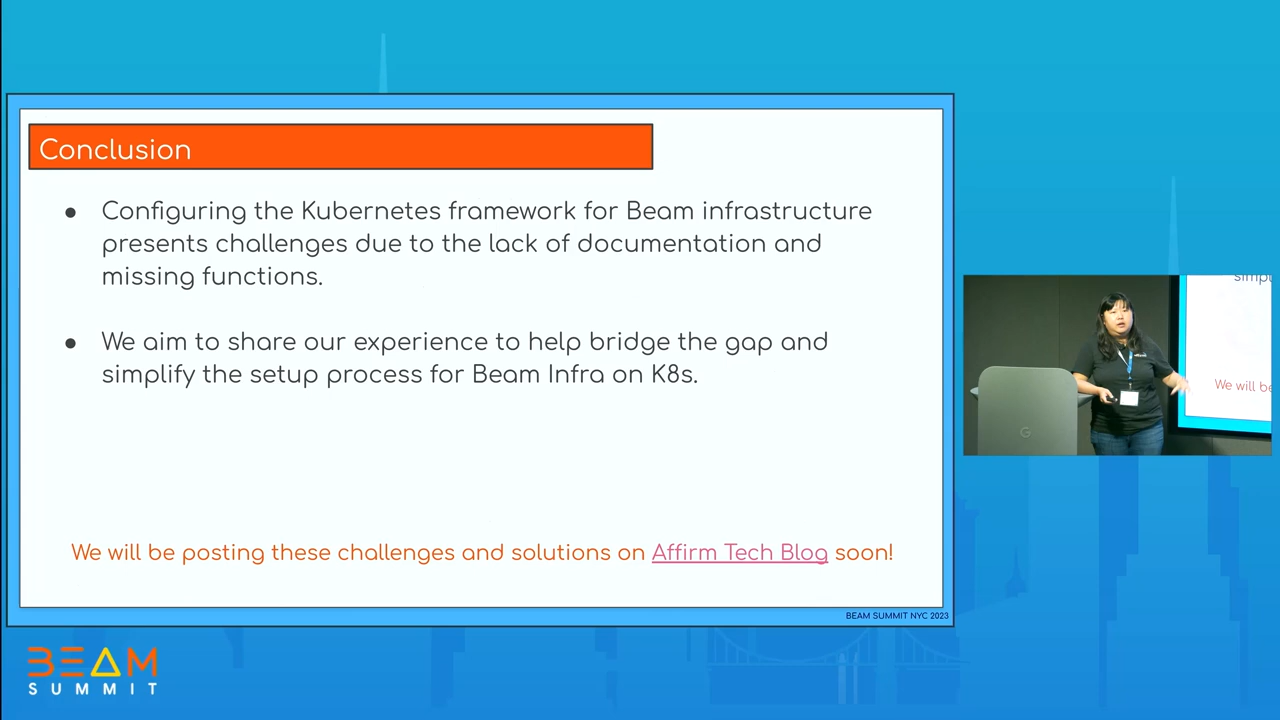 Conclusion
● Configuring the Kubernetes framework for Beam infrastructure
presents challenges due to the lack of documentation and
missing functions.
● We aim to share our experience to help bridge the gap and
simplify the setup process for Beam Infra on K8s.
We will be posting these challenges and solutions on Affirm Tech Blog soon!
BEAM SUMMIT NYC 2023
simpl
We will be
G
BEAM
SUMMIT